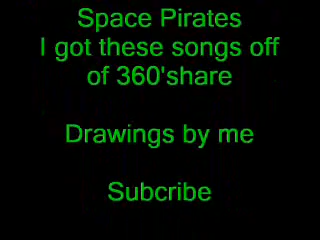 Space Pirates
I got these songs off
of 360'share
Drawings by me
Subcribe